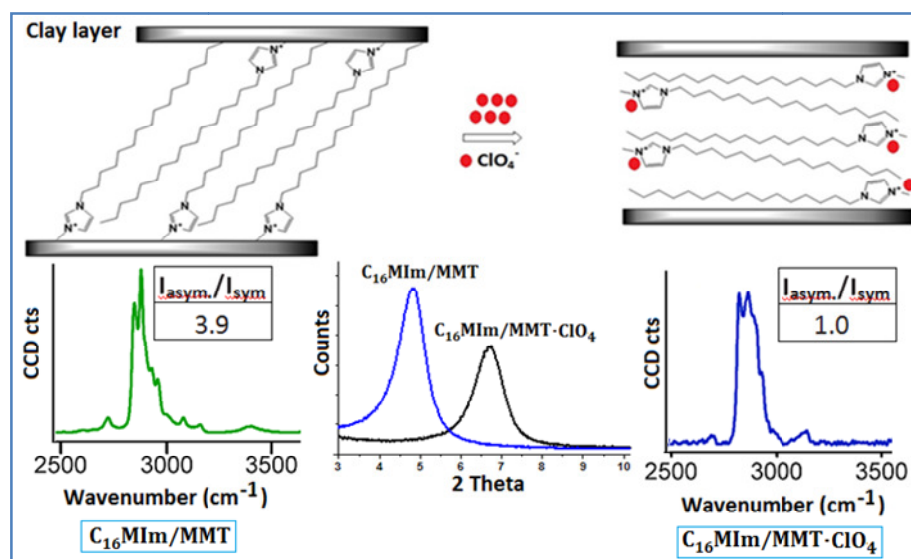 Clay layer
N⁺
N⁺
N
N
N
N
N
N⁺
N⁺
N⁺
ClO₄⁻
N
N⁺
N⁺
N
N
N⁺
N⁺
N
N
N⁺
CCD cts
Iasym./Isym
3.9
2500 3000 3500
Wavenumber (cm⁻¹)
C₁₆MIm/MMT
Counts
C₁₆MIm/MMT
C₁₆MIm/MMT·ClO₄
3 4 5 6 7 8 9 10
2 Theta
CCD cts
Iasym./Isym
1.0
2500 3000 3500
Wavenumber (cm⁻¹)
C₁₆MIm/MMT·ClO₄